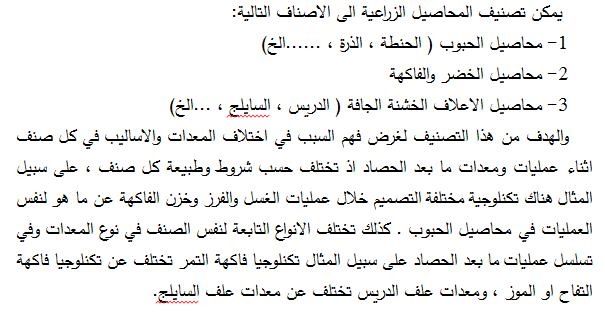 يمكن تصنيف المحاصيل الزراعية الى الاصناف التالية:
1- محاصيل الحبوب ( الحنطة ، الذرة ، ......الخ)
2- محاصيل الخضر والفاكهة
3- محاصيل الاعلاف الخشنة الجافة ( الدريس ، السايلج ، ...الخ)
والهدف من هذا التصنيف لغرض فهم السبب في اختلاف المعدات والاساليب في كل صنف
اثناء عمليات ومعدات ما بعد الحصاد اذ تختلف حسب شروط وطبيعة كل صنف ، على سبيل
المثال هناك تكنلوجية مختلفة التصميم خلال عمليات الغسل والفرز وخزن الفاكهة عن ما هو لنفس
العمليات في محاصيل الحبوب . كذلك تختلف الانواع التابعة لنفس الصنف في نوع المعدات وفي
تسلسل عمليات ما بعد الحصاد على سبيل المثال تكنلوجيا فاكهة التمر تختلف عن تكنلوجيا فاكهة
التفاح او الموز ، ومعدات علف الدريس تختلف عن معدات علف السايلج.